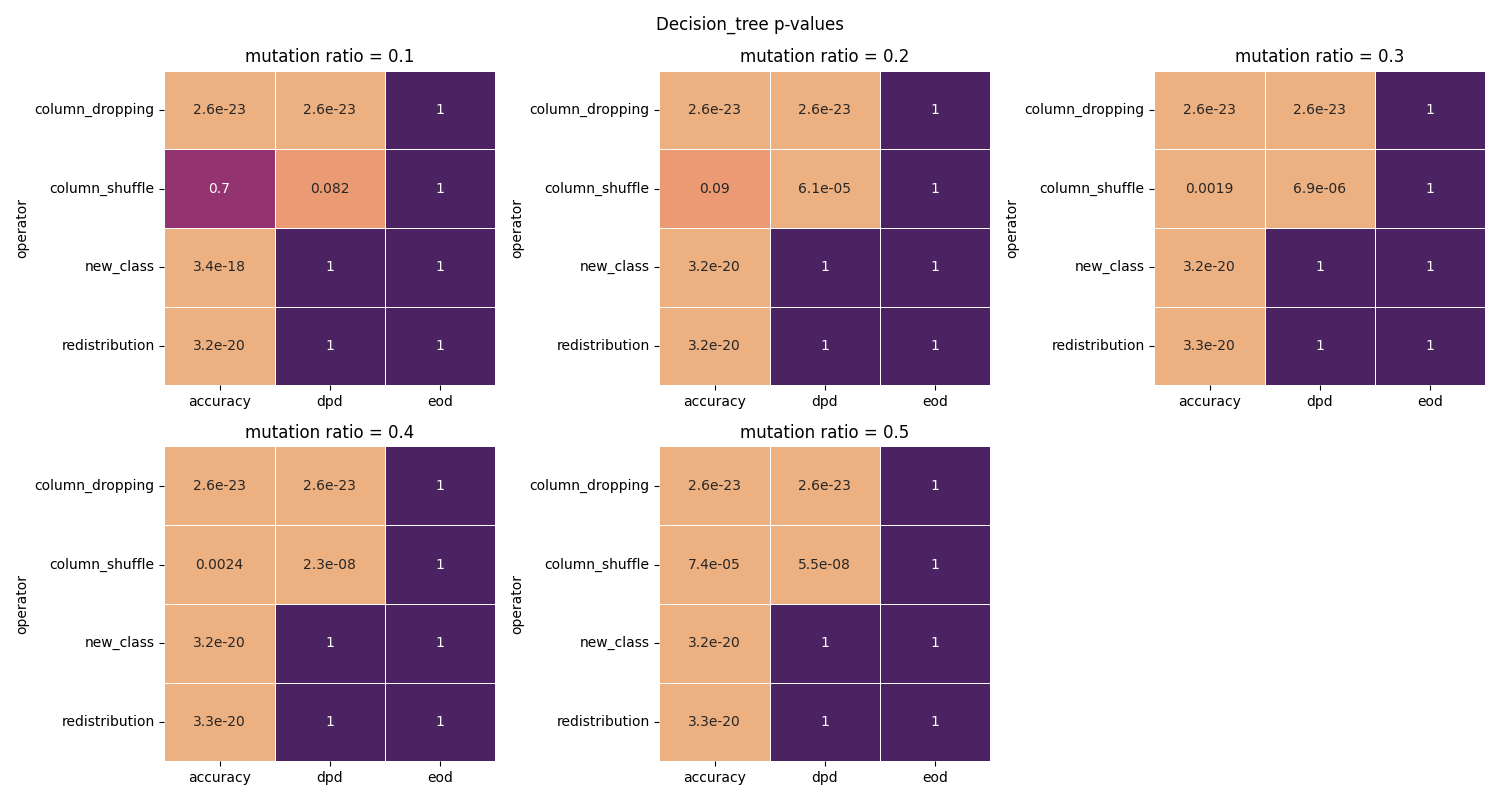 Decision_tree p-values
mutation ratio = 0.1
operator
column_dropping 2.6e-23 2.6e-23 1
column_shuffle 0.7 0.082 1
new_class 3.4e-18 1 1
redistribution 3.2e-20 1 1
accuracy dpd eod
mutation ratio = 0.2
operator
column_dropping 2.6e-23 2.6e-23 1
column_shuffle 0.09 6.1e-05 1
new_class 3.2e-20 1 1
redistribution 3.2e-20 1 1
accuracy dpd eod
mutation ratio = 0.3
operator
column_dropping 2.6e-23 2.6e-23 1
column_shuffle 0.0019 6.9e-06 1
new_class 3.2e-20 1 1
redistribution 3.3e-20 1 1
accuracy dpd eod
mutation ratio = 0.4
operator
column_dropping 2.6e-23 2.6e-23 1
column_shuffle 0.0024 2.3e-08 1
new_class 3.2e-20 1 1
redistribution 3.3e-20 1 1
accuracy dpd eod
mutation ratio = 0.5
operator
column_dropping 2.6e-23 2.6e-23 1
column_shuffle 7.4e-05 5.5e-08 1
new_class 3.2e-20 1 1
redistribution 3.3e-20 1 1
accuracy dpd eod